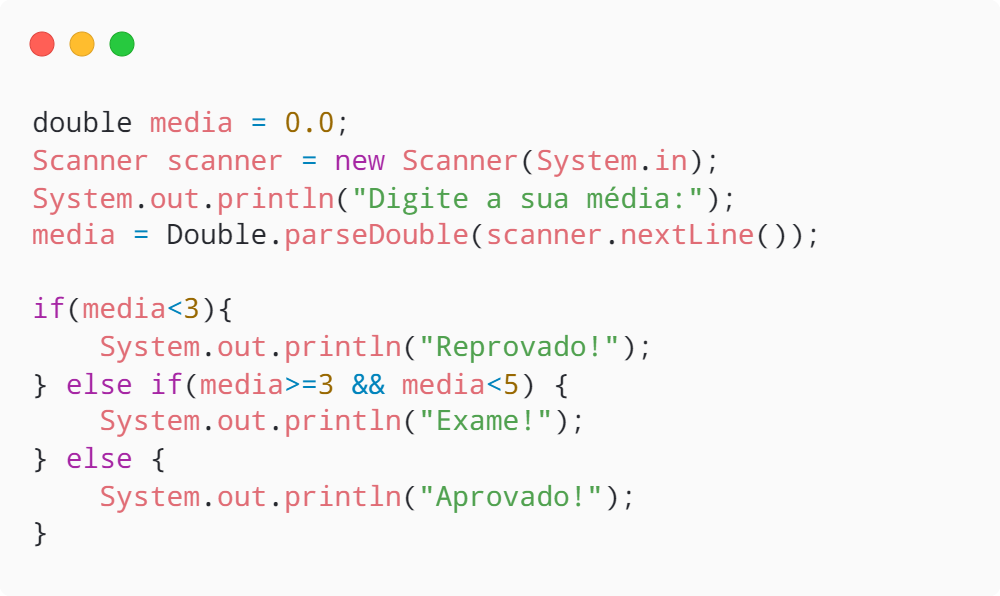 double media = 0.0;
Scanner scanner = new Scanner(System.in);
System.out.println("Digite a sua média:");
media = Double.parseDouble(scanner.nextLine());

if(media<3){
    System.out.println("Reprovado!");
} else if(media>=3 && media<5) {
    System.out.println("Exame!");
} else {
    System.out.println("Aprovado!");
}